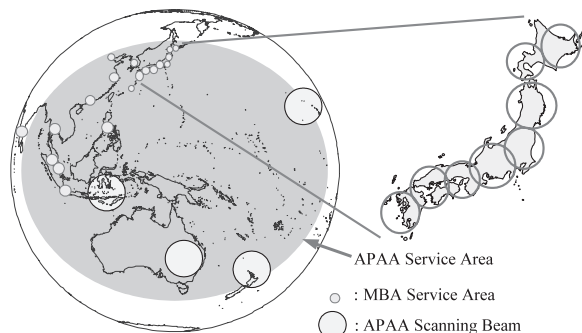 APAA Service Area
: MBA Service Area
: APAA Scanning Beam